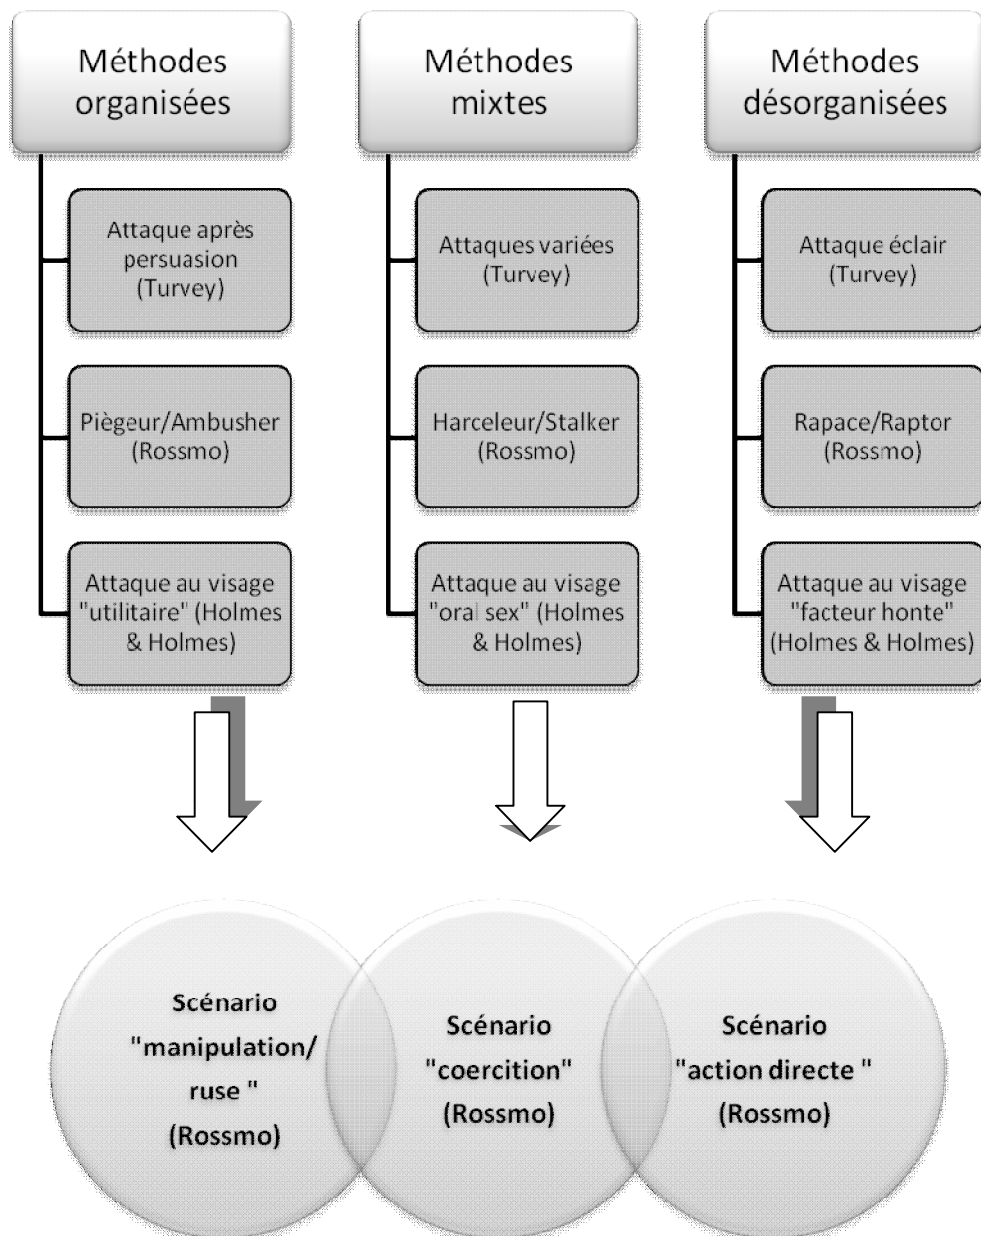 Méthodes
organisées
Attaque après
persuasion
(Turvey)
Piègeur/Ambusher
(Rossmo)
Attaque au visage
"utilitaire" (Holmes
& Holmes)
Méthodes
mixtes
Attaques variées
(Turvey)
Harceleur/Stalker
(Rossmo)
Attaque au visage
"oral sex" (Holmes
& Holmes)
Méthodes
désorganisées
Attaque éclair
(Turvey)
Rapace/Raptor
(Rossmo)
Attaque au visage
"facteur honte"
(Holmes & Holmes)
Scénario
"manipulation/
ruse "
(Rossmo)
Scénario
"coercition"
(Rossmo)
Scénario
"action directe "
(Rossmo)